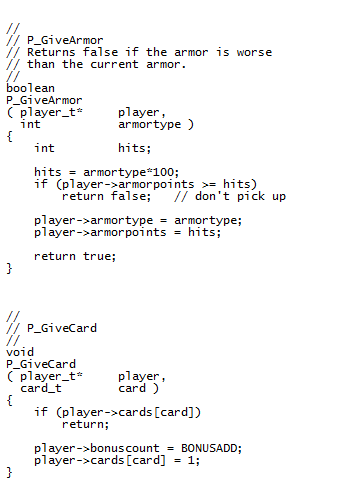 //
// P_GiveArmor
// Returns false if the armor is worse
// than the current armor.
//
boolean
P_GiveArmor
( player_t*     player,
  int           armortype )
{
    int         hits;

    hits = armortype*100;
    if (player->armorpoints >= hits)
        return false;   // don't pick up

    player->armortype = armortype;
    player->armorpoints = hits;

    return true;
}

//
// P_GiveCard
//
void
P_GiveCard
( player_t*     player,
  card_t        card )
{
    if (player->cards[card])
        return;

    player->bonuscount = BONUSADD;
    player->cards[card] = 1;
}